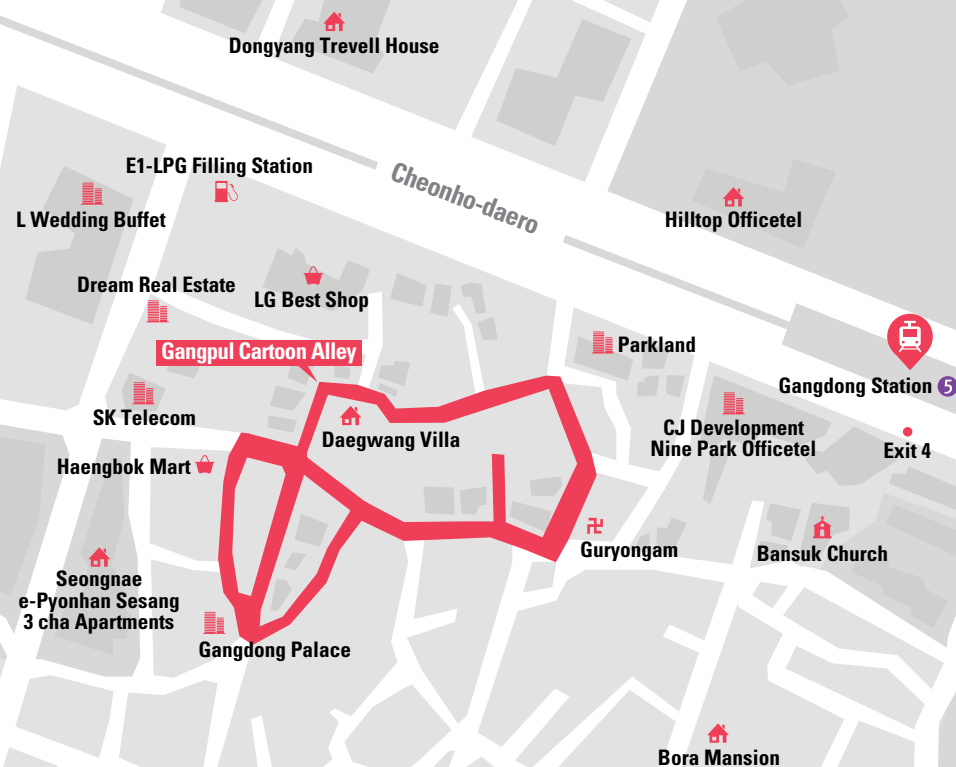 Dongyang Trevell House
E1-LPG Filling Station
Cheonho-daero
L Wedding Buffet
Hilltop Officetel
Dream Real Estate
LG Best Shop
Gangpul Cartoon Alley
Parkland
Gangdong Station 5
SK Telecom
Daegwang Villa
CJ Development
Nine Park Officetel
Exit 4
Haengbok Mart
Guryongam
Bansuk Church
Seongnae
e-Pyonhan Sesang
3 cha Apartments
Gangdong Palace
Bora Mansion